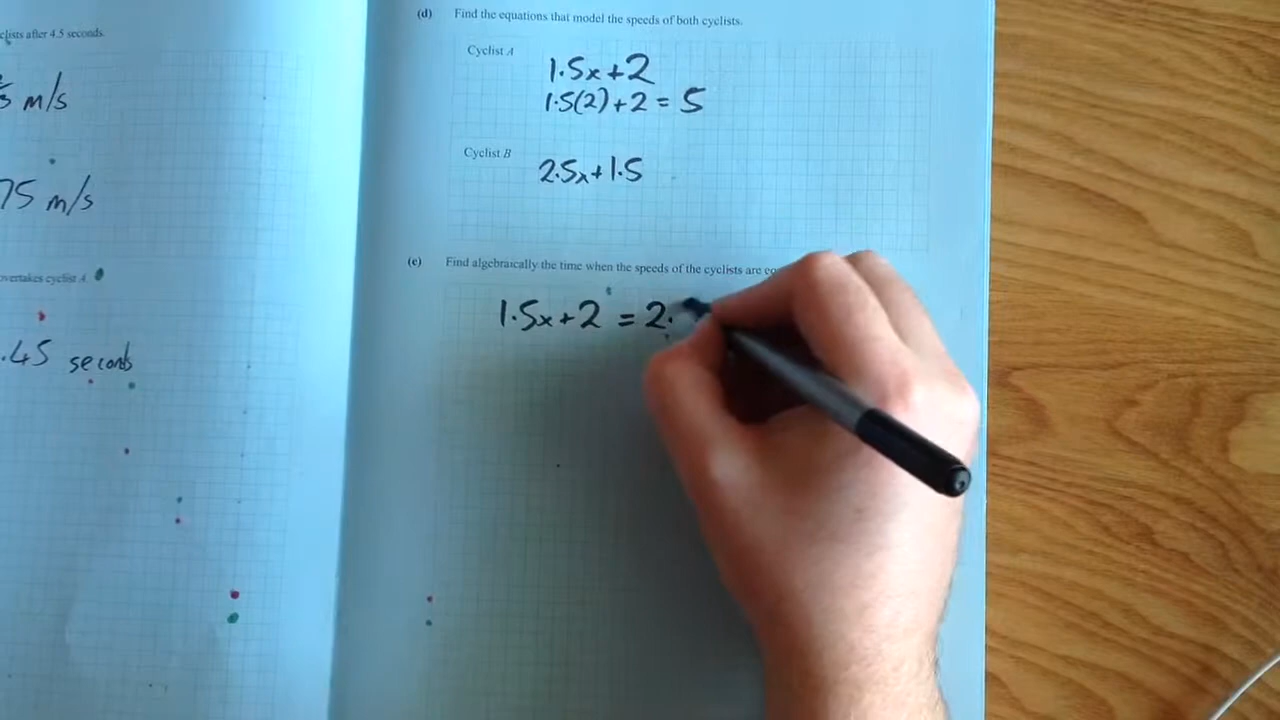 after 4.5 seconds.
m/s
75 m/s
overtakes cyclist A.
.45 seconds
(d) Find the equations that model the speeds of both cyclists.
Cyclist A
1.5x+2
1.5(2)+2 = 5
Cyclist B
2.5x+1.5
(e) Find algebraically the time when the speeds of the cyclists are
1.5x+2 = 2.